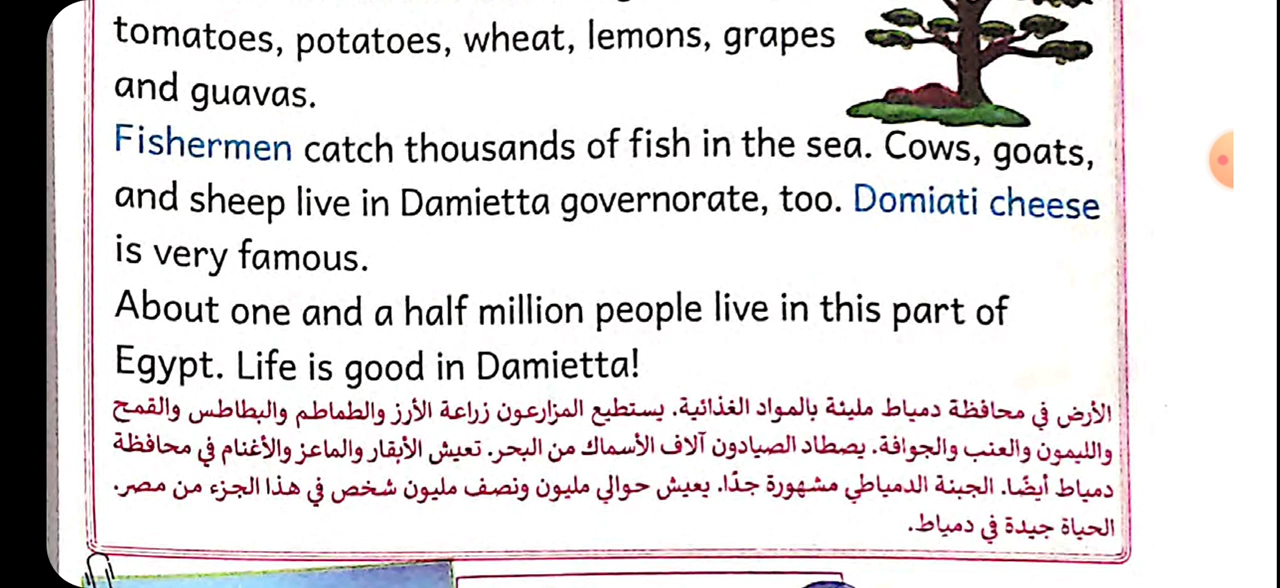 tomatoes, potatoes, wheat, lemons, grapes
and guavas.
Fishermen catch thousands of fish in the sea. Cows, goats,
and sheep live in Damietta governorate, too. Domiati cheese
is very famous.
About one and a half million people live in this part of
Egypt. Life is good in Damietta!
الأرض في محافظة دمياط مليئة بالمواد الغذائية. يستطيع المزارعون زراعة الأرز والطماطم والبطاطس والقمح
والليمون والعنب والجوافة. يصطاد الصيادون آلاف الأسماك من البحر. تعيش الأبقار والماعز والأغنام في محافظة
دمياط أيضًا. الجبنة الدمياطي مشهورة جدًا. يعيش حوالي مليون ونصف مليون شخص في هذا الجزء من مصر.
الحياة جيدة في دمياط.